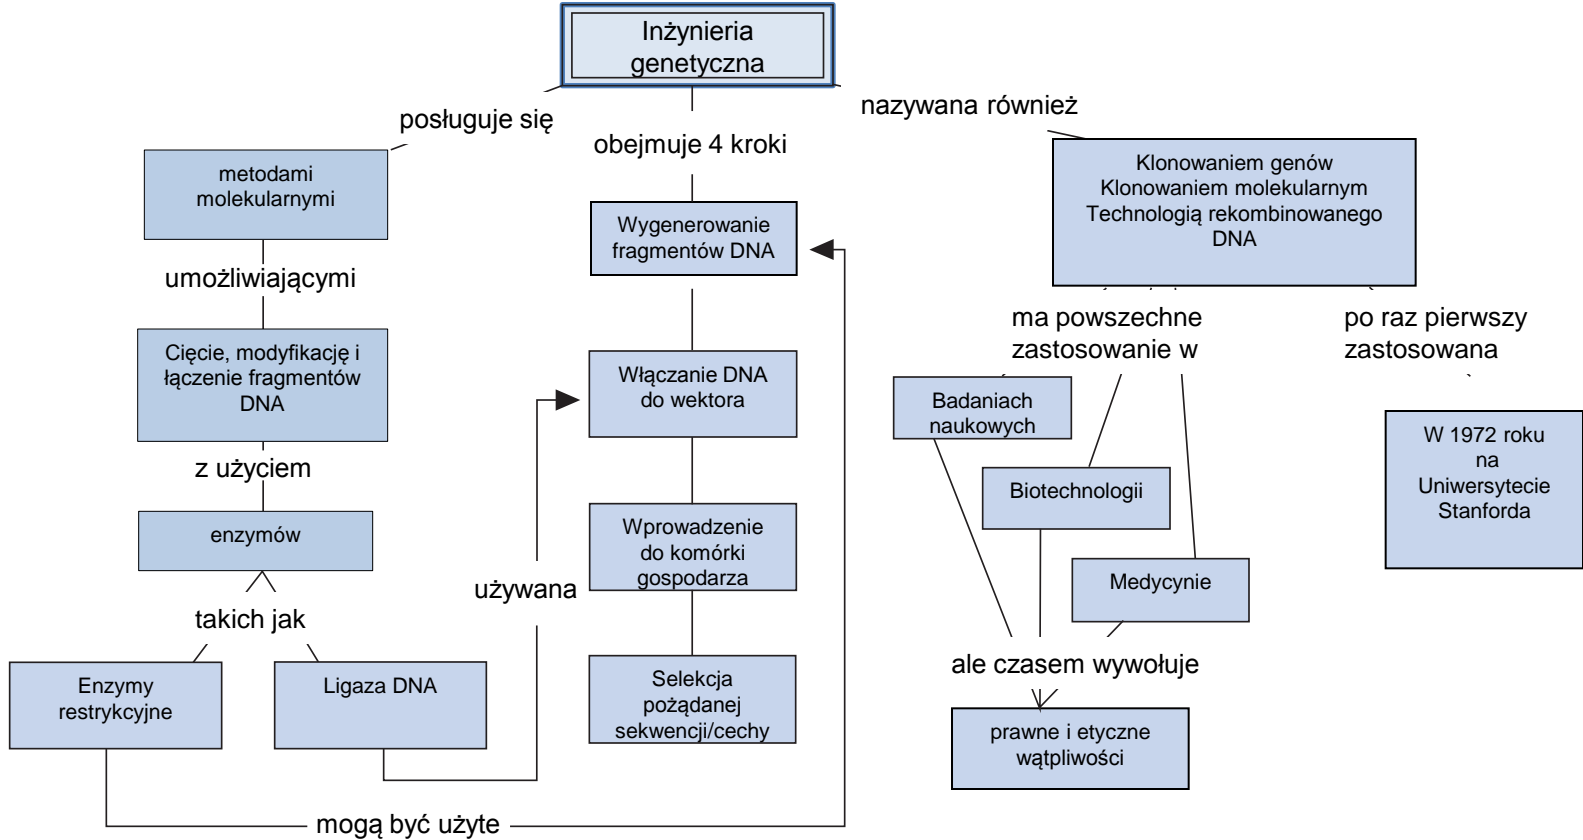 Inżynieria
genetyczna
posługuje się
obejmuje 4 kroki
nazywana również
metodami
molekularnymi
umożliwiającymi
Cięcie, modyfikację i
łączenie fragmentów
DNA
z użyciem
enzymów
takich jak
Enzymy
restrykcyjne
Ligaza DNA
mogą być użyte
używana
Wygenerowanie
fragmentów DNA
Włączanie DNA
do wektora
Wprowadzenie
do komórki
gospodarza
Selekcja
pożądanej
sekwencji/cechy
Klonowaniem genów
Klonowaniem molekularnym
Technologią rekombinowanego
DNA
ma powszechne
zastosowanie w
po raz pierwszy
zastosowana
Badaniach
naukowych
Biotechnologii
Medycynie
W 1972 roku
na
Uniwersytecie
Stanforda
ale czasem wywołuje
prawne i etyczne
wątpliwości